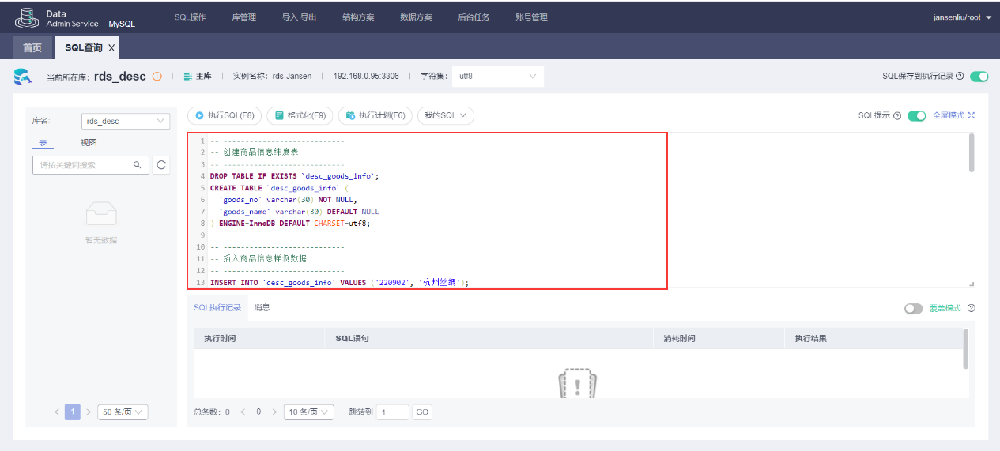 Data
Admin Service MySQL
SQL操作 库管理 导入·导出 结构方案 数据方案 后台任务 账号管理
jansenliu/root
首页 SQL查询 X
当前所在库: rds_desc 主库 | 实例名称: rds-Jansen | 192.168.0.95:3306 | 字符集: utf8
SQL保存到执行记录
库名: rds_desc
表 视图
请按关键词搜索
暂无数据
< 1 > 50 条/页
执行SQL(F8) 格式化(F9) 执行计划(F6) 我的SQL
SQL提示 全屏模式
1 -- ---------------------------
2 -- 创建商品信息纬度表
3 -- ---------------------------
4 DROP TABLE IF EXISTS `desc_goods_info`;
5 CREATE TABLE `desc_goods_info` (
6 `goods_no` varchar(30) NOT NULL,
7 `goods_name` varchar(30) DEFAULT NULL
8 ) ENGINE=InnoDB DEFAULT CHARSET=utf8;
9
10 -- ---------------------------
11 -- 插入商品信息样例数据
12 -- ---------------------------
13 INSERT INTO `desc_goods_info` VALUES ('220902', '杭州丝绸');
SQL执行记录 消息
覆盖模式
执行时间 SQL语句 消耗时间 执行结果
总条数: 0 < 0 > 10 条/页 跳转到 1 GO